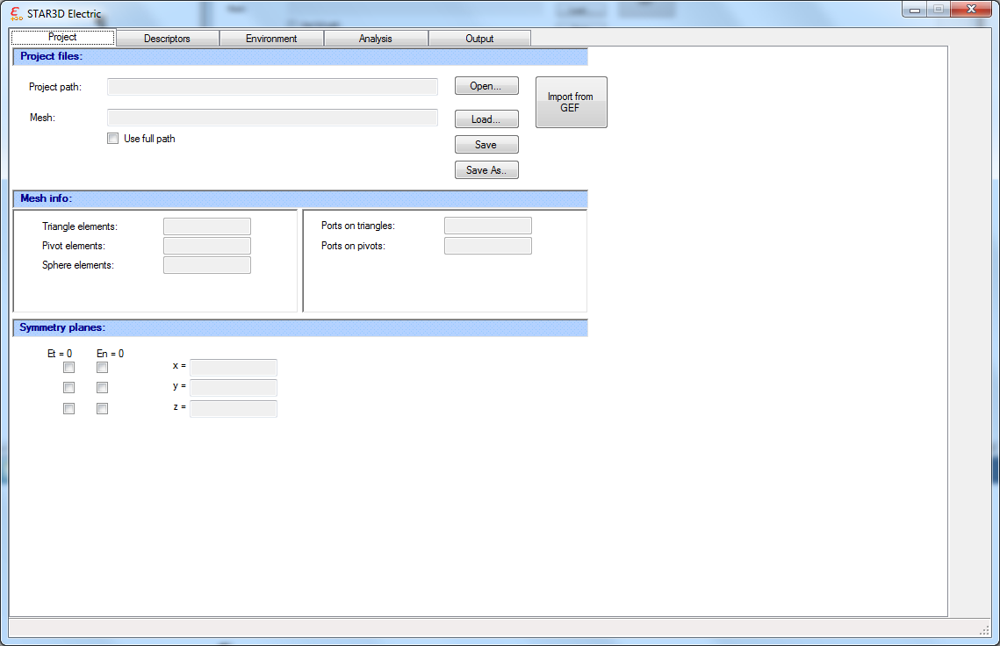 STAR3D Electric
Project Descriptors Environment Analysis Output
Project files:
Project path: Open... Import from
GEF
Mesh: Load...
Use full path Save
Save As..
Mesh info:
Triangle elements: Ports on triangles:
Pivot elements: Ports on pivots:
Sphere elements:
Symmetry planes:
Et = 0 En = 0
x =
y =
z =